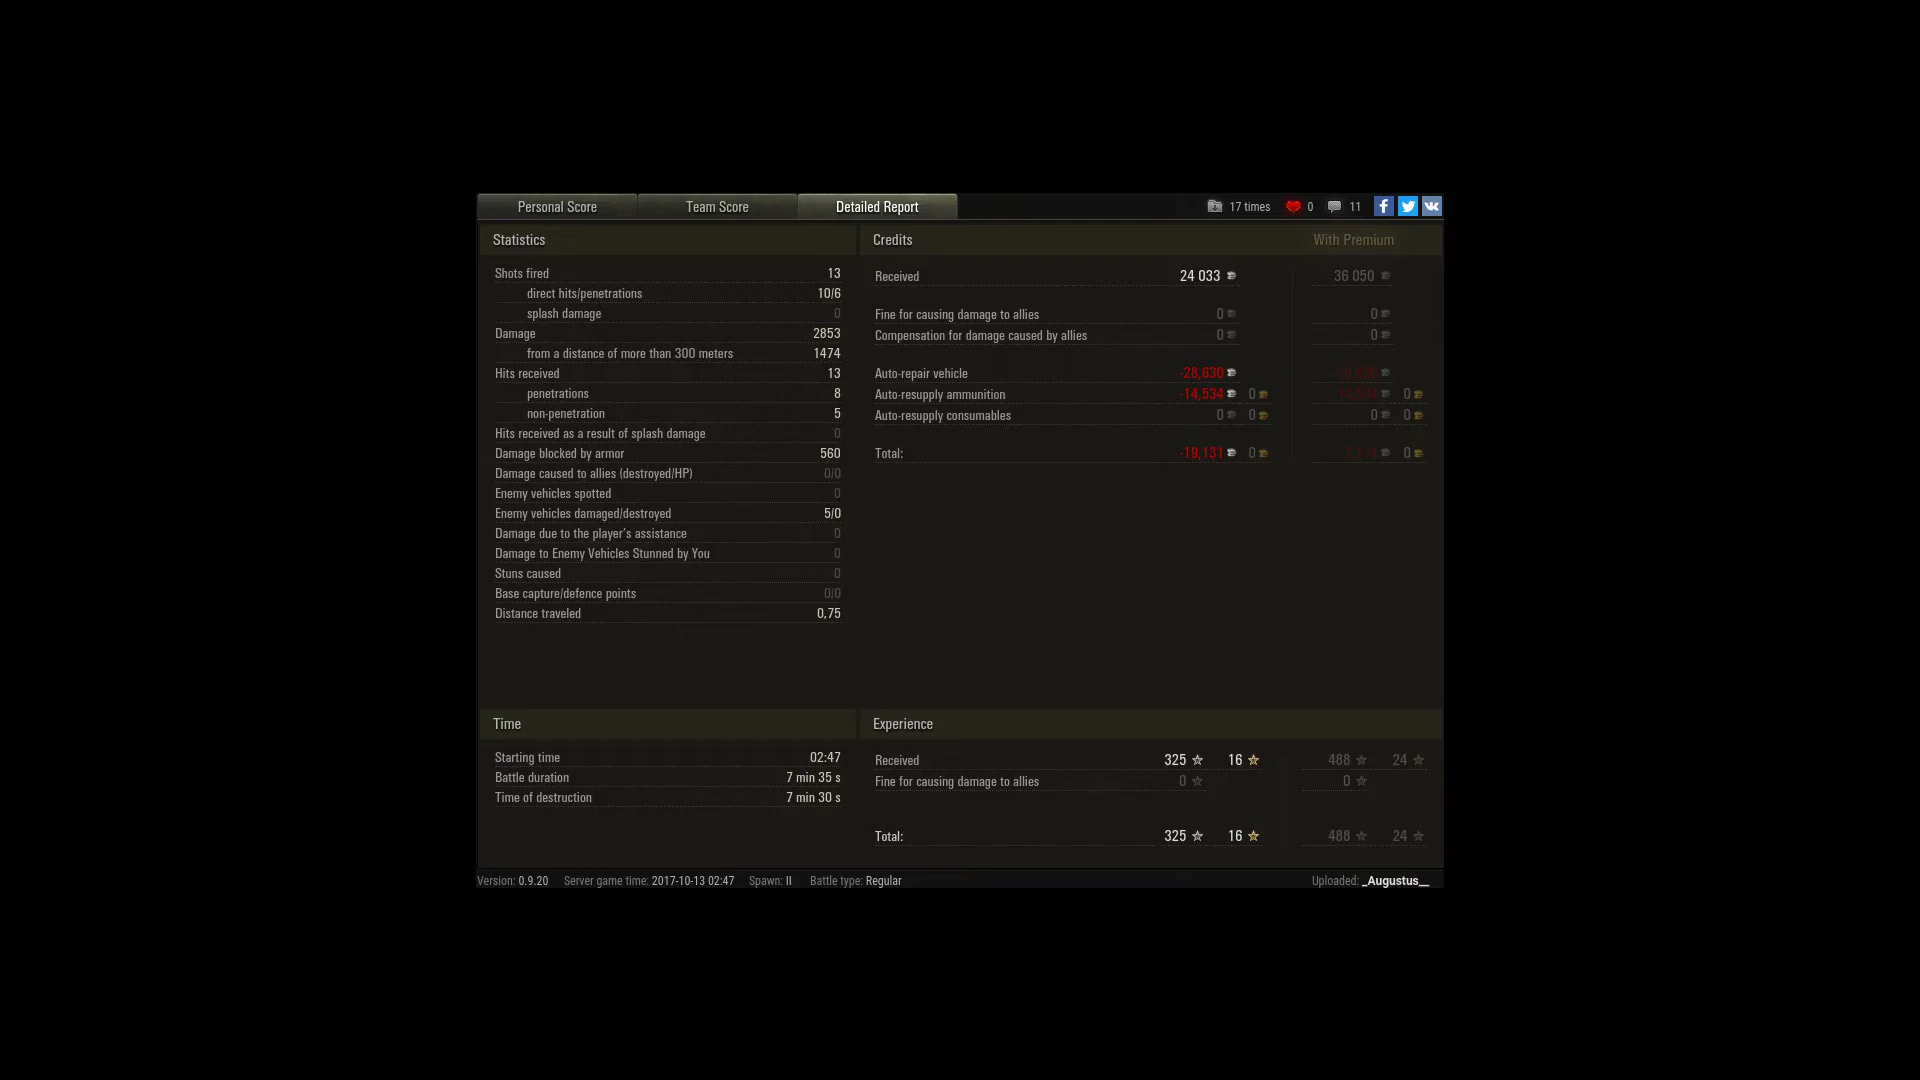 Personal Score Team Score Detailed Report 17 times 0 11
Statistics
Shots fired 13
direct hits/penetrations 10/6
splash damage 0
Damage 2853
from a distance of more than 300 meters 1474
Hits received 13
penetrations 8
non-penetration 5
Hits received as a result of splash damage 0
Damage blocked by armor 560
Damage caused to allies (destroyed/HP) 0/0
Enemy vehicles spotted 0
Enemy vehicles damaged/destroyed 5/0
Damage due to the player's assistance 0
Damage to Enemy Vehicles Stunned by You 0
Stuns caused 0
Base capture/defence points 0/0
Distance traveled 0,75
Credits With Premium
Received 24 033 36 050
Fine for causing damage to allies 0 0
Compensation for damage caused by allies 0 0
Auto-repair vehicle -28,630
Auto-resupply ammunition -14,534 0 0
Auto-resupply consumables 0 0 0 0
Total: -19,131 0 0
Time
Starting time 02:47
Battle duration 7 min 35 s
Time of destruction 7 min 30 s
Experience
Received 325 16 488 24
Fine for causing damage to allies 0 0
Total: 325 16 488 24
Version: 0.9.20 Server game time: 2017-10-13 02:47 Spawn: II Battle type: Regular Uploaded: _Augustus__